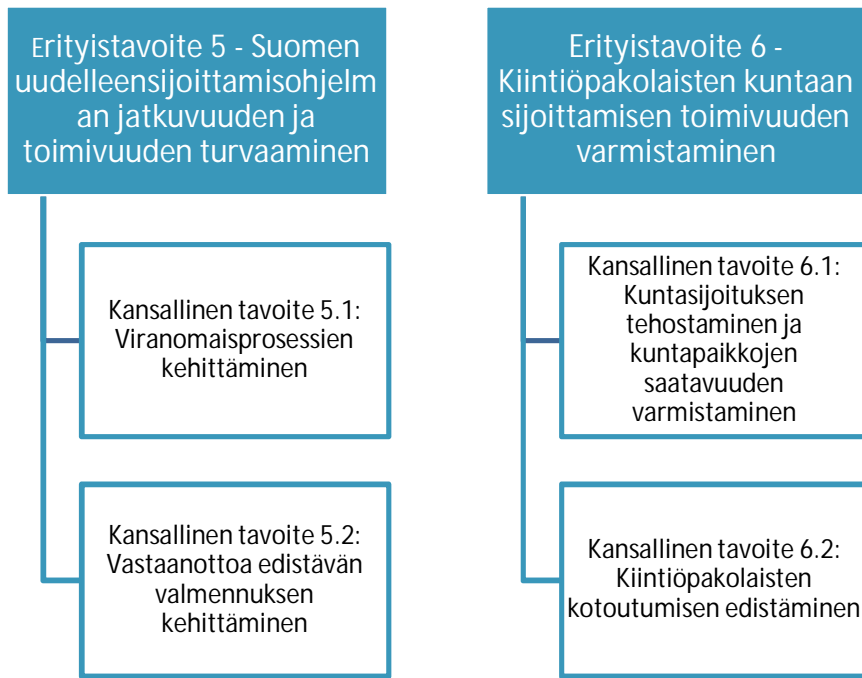 Erityistavoite 5 - Suomen
uudelleensijoittamisohjelm
an jatkuvuuden ja
toimivuuden turvaaminen
Kansallinen tavoite 5.1:
Viranomaisprosessien
kehittäminen
Kansallinen tavoite 5.2:
Vastaanottoa edistävän
valmennuksen
kehittäminen
Erityistavoite 6 -
Kiintiöpakolaisten kuntaan
sijoittamisen toimivuuden
varmistaminen
Kansallinen tavoite 6.1:
Kuntasijoituksen
tehostaminen ja
kuntapaikkojen
saatavuuden
varmistaminen
Kansallinen tavoite 6.2:
Kiintiöpakolaisten
kotoutumisen edistäminen